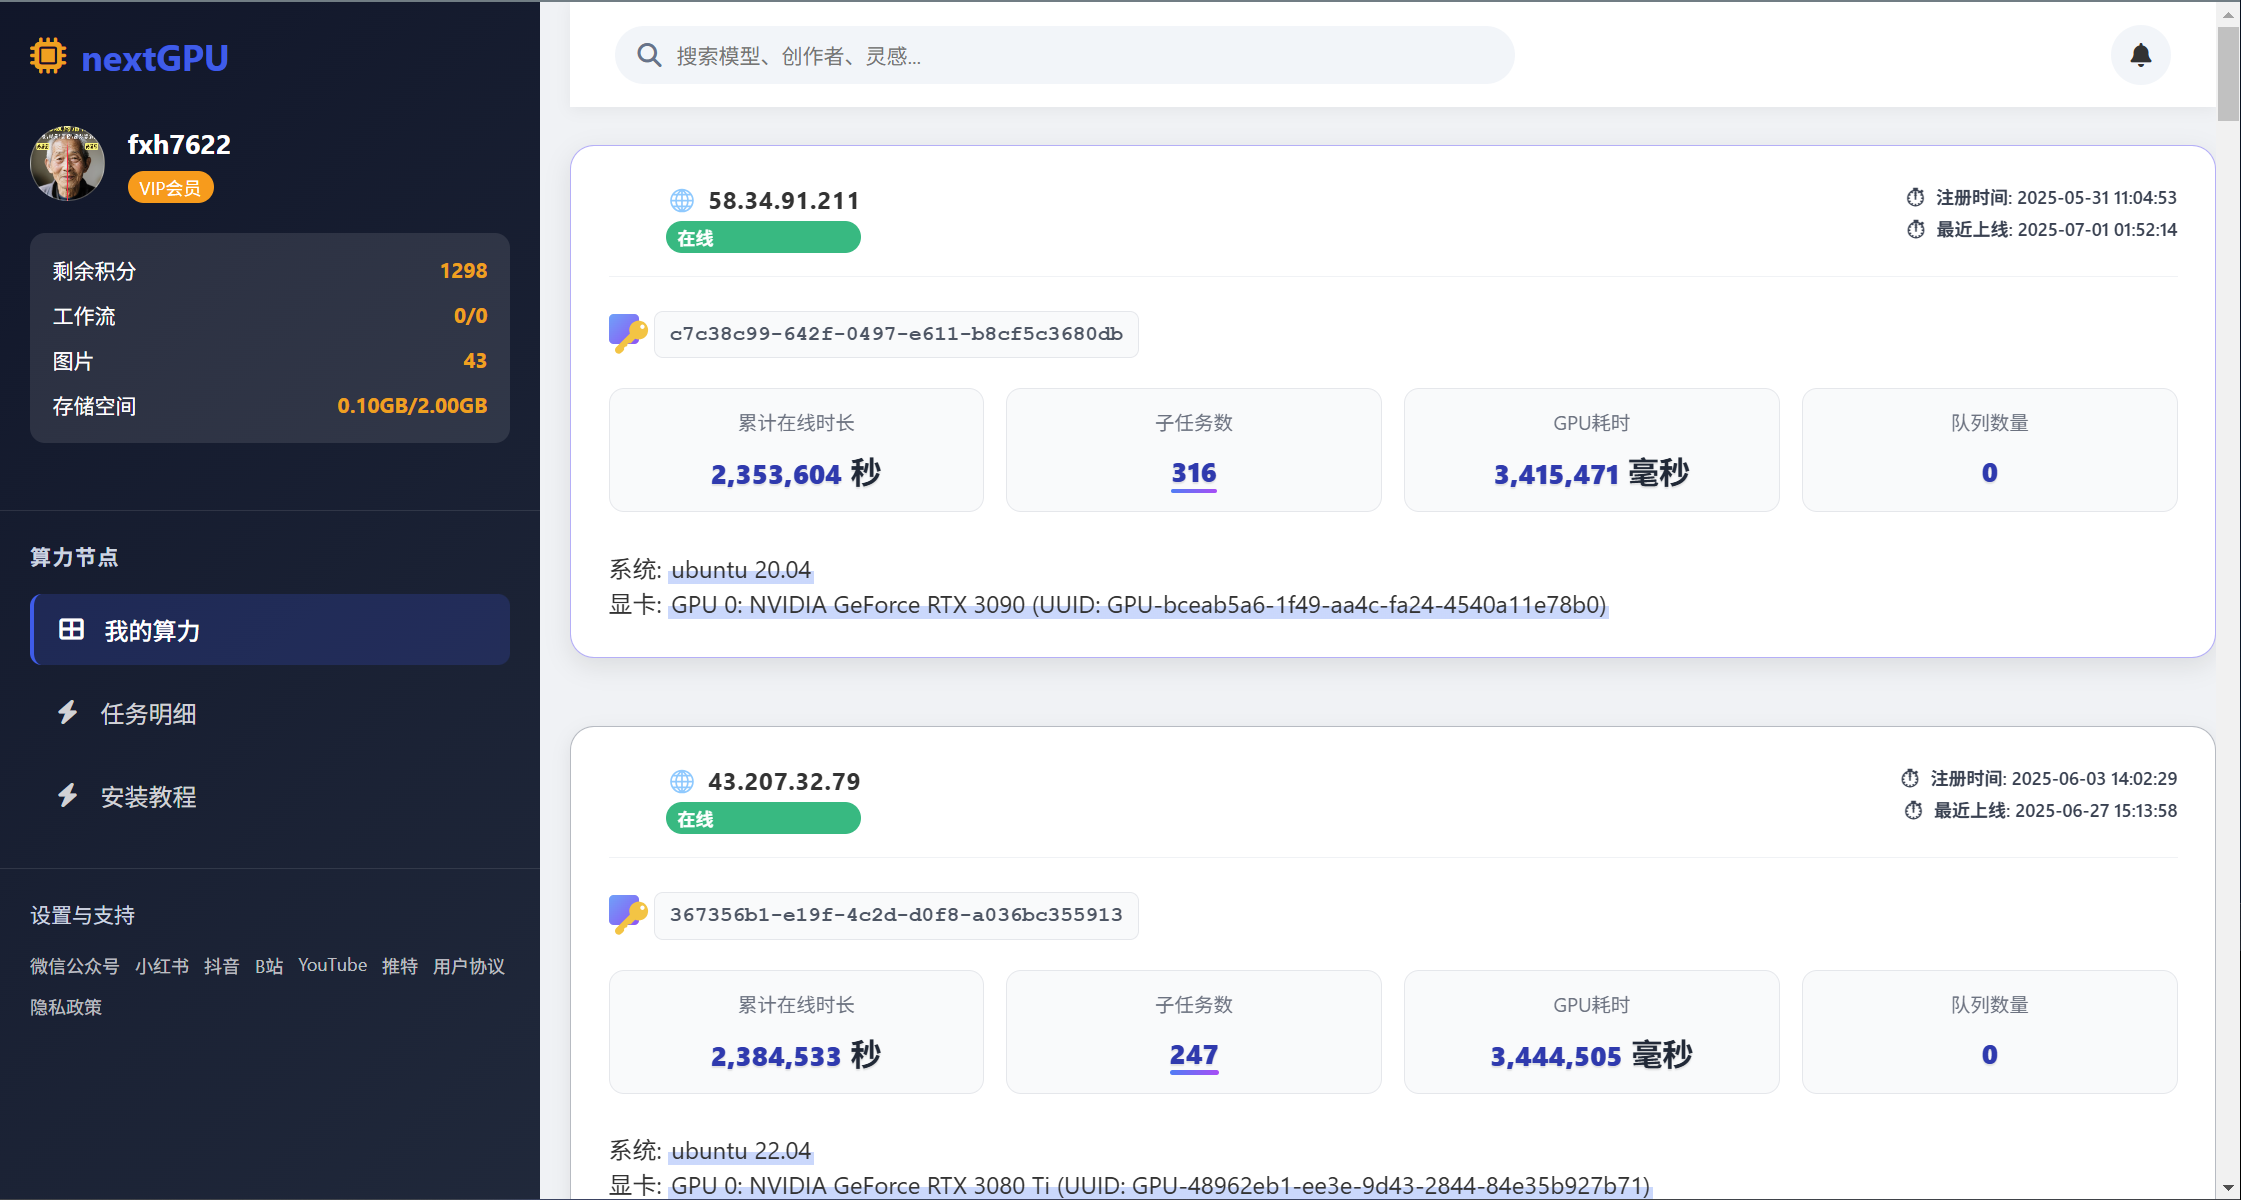 nextGPU
fxh7622
VIP会员
剩余积分 1298
工作流 0/0
图片 43
存储空间 0.10GB/2.00GB
算力节点
我的算力
任务明细
安装教程
设置与支持
微信公众号 小红书 抖音 B站 YouTube 推特 用户协议
隐私政策
搜索模型、创作者、灵感...
58.34.91.211
在线
注册时间: 2025-05-31 11:04:53
最近上线: 2025-07-01 01:52:14
c7c38c99-642f-0497-e611-b8cf5c3680db
累计在线时长
2,353,604 秒
子任务数
316
GPU耗时
3,415,471 毫秒
队列数量
0
系统: ubuntu 20.04
显卡: GPU 0: NVIDIA GeForce RTX 3090 (UUID: GPU-bceab5a6-1f49-aa4c-fa24-4540a11e78b0)
43.207.32.79
在线
注册时间: 2025-06-03 14:02:29
最近上线: 2025-06-27 15:13:58
367356b1-e19f-4c2d-d0f8-a036bc355913
累计在线时长
2,384,533 秒
子任务数
247
GPU耗时
3,444,505 毫秒
队列数量
0
系统: ubuntu 22.04
显卡: GPU 0: NVIDIA GeForce RTX 3080 Ti (UUID: GPU-48962eb1-ee3e-9d43-2844-84e35b927b71)